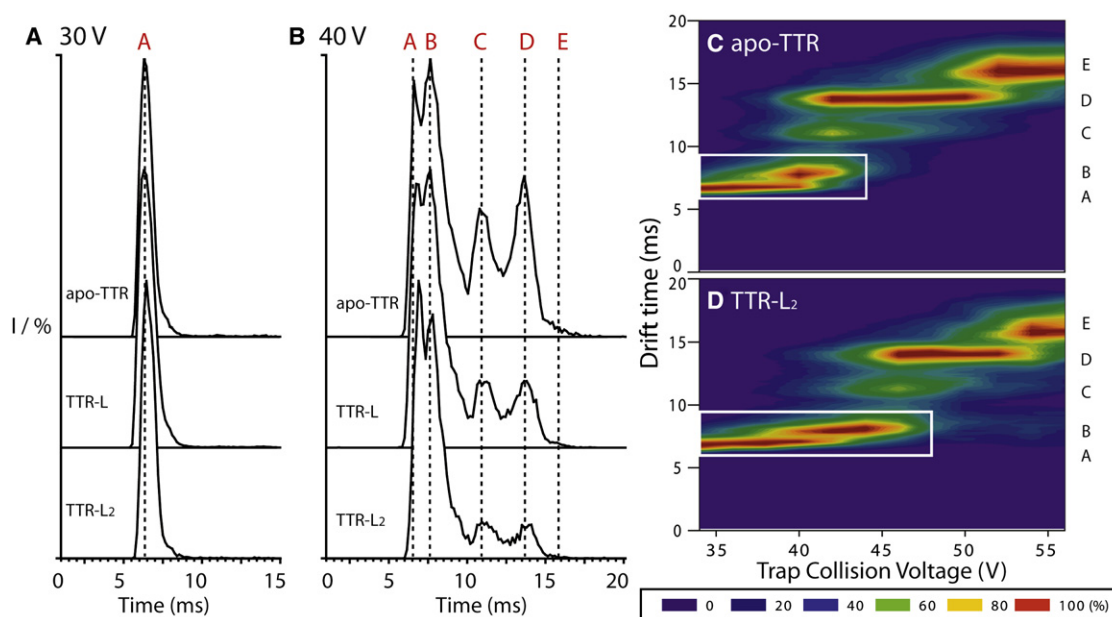 A 30 V
A
I / %
apo-TTR
TTR-L
TTR-L2
0 5 10 15
Time (ms)
B 40 V
A B C D E
apo-TTR
TTR-L
TTR-L2
0 5 10 15 20
Time (ms)
Drift time (ms)
C apo-TTR
20
15
10
5
0
E
D
C
B
A
D TTR-L2
20
15
10
5
0
E
D
C
B
A
35 40 45 50 55
Trap Collision Voltage (V)
0 20 40 60 80 100 (%)